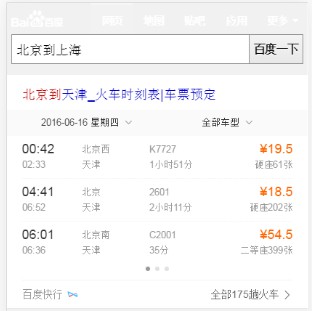 Bai百度 网页 地图 贴吧 应用 更多
北京到上海 百度一下
北京到天津_火车时刻表|车票预定
2016-06-16 星期四 全部车型
00:42 北京西 K7727 ¥19.5
02:33 天津 1小时51分 硬座61张
04:41 北京 2601 ¥18.5
06:52 天津 2小时11分 硬座202张
06:01 北京南 C2001 ¥54.5
06:36 天津 35分 二等座399张
百度快行 全部175趟火车